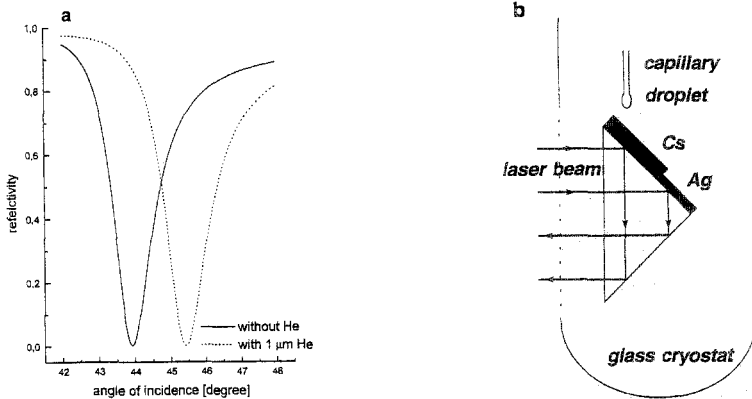 a
1,0
0,8
0,6
0,4
0,2
0,0
refelctivity
without He
with 1 µm He
42 43 44 45 46 47 48
angle of incidence [degree]
b
capillary
droplet
Cs
laser beam
Ag
glass cryostat